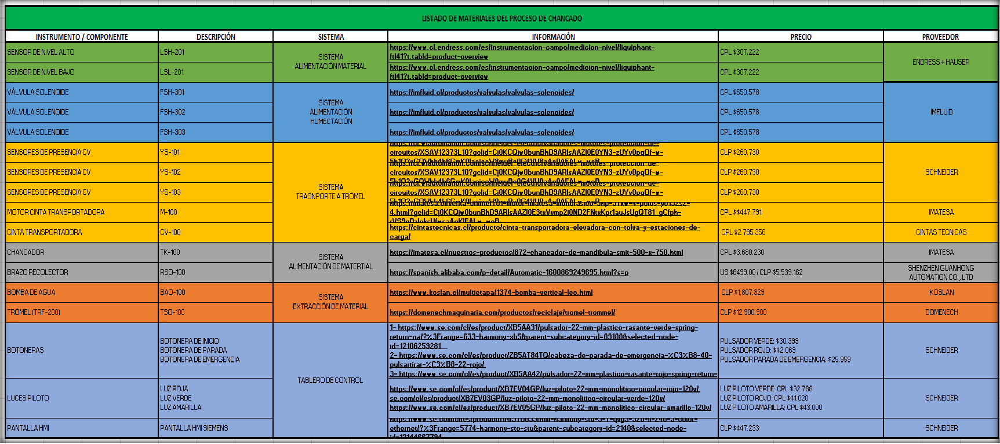 LISTADO DE MATERIALES DEL PROCESO DE CHANCADO
INSTRUMENTO / COMPONENTE DESCRIPCIÓN SISTEMA INFORMACIÓN PRECIO PROVEEDOR
SENSOR DE NIVEL ALTO LSH-201
SISTEMA
ALIMENTACIÓN MATERIAL
https://www.cl.endress.com/es/instrumentacion-campo/medicion-nivel/liquiphant-
ftl41?t.tabId=product-overview
CPL $307.222
ENDRESS + HAUSER
SENSOR DE NIVEL BAJO LSL-201
https://www.cl.endress.com/es/instrumentacion-campo/medicion-nivel/liquiphant-
ftl41?t.tabId=product-overview
CPL $307.222
VÁLVULA SOLENOIDE FSH-301
SISTEMA
ALIMENTACIÓN
HUMECTACIÓN
https://imfluid.cl/productos/valvulas/valvulas-solenoides/ CPL $650.578
IMFLUID
VÁLVULA SOLENOIDE FSH-302 https://imfluid.cl/productos/valvulas/valvulas-solenoides/ CPL $650.578
VÁLVULA SOLENOIDE FSH-303 https://imfluid.cl/productos/valvulas/valvulas-solenoides/ CPL $650.578
SENSORES DE PRESENCIA CV YS-101
SISTEMA
TRASNPORTE A TRÓMEL
circuitos/XSAV12373L10?gclid=Cj0KCQjw0bunBhD9ARIsAAZl0E0YN3-zUYv0pqOf-w-
CLP $260.730
SCHNEIDER
SENSORES DE PRESENCIA CV YS-102
circuitos/XSAV12373L10?gclid=Cj0KCQjw0bunBhD9ARIsAAZl0E0YN3-zUYv0pqOf-w-
CLP $260.730
SENSORES DE PRESENCIA CV YS-103
circuitos/XSAV12373L10?gclid=Cj0KCQjw0bunBhD9ARIsAAZl0E0YN3-zUYv0pqOf-w-
CLP $260.730
MOTOR CINTA TRANSPORTADORA M-100
4.html?gclid=Cj0KCQjw0bunBhD9ARIsAAZl0E3txVvmp2i0ND2FNtxKpt1auJsUgQT81_gCfph-
CPL $$447.791
IMATESA
CINTA TRANSPORTADORA CV-100
https://cintastecnicas.cl/producto/cinta-transportadora-elevadora-con-tolva-y-estaciones-de-
carga/
CPL $2.795.356
CINTAS TECNICAS
CHANCADOR TK-100
SISTEMA
ALIMENTACIÓN DE MATERTIAL
https://imatesa.cl/nuestros-productos/872-chancador-de-mandibula-smit-500-x-750.html
CPL $3.680.230
IMATESA
BRAZO RECOLECTOR RSO-100
https://spanish.alibaba.com/p-detail/Automatic-1600869249695.html?s=p
US $6499.00 / CLP $5.539.162
SHENZHEN GUANHONG
AUTOMATION CO., LTD
BOMBA DE AGUA BAO-100
SISTEMA
EXTRACCIÓN DE MATERIAL
https://www.koslan.cl/multietapa/1374-bomba-vertical-leo.html
CLP $1.807.829
KOSLAN
TRÓMEL (TRF-200) TSO-100
https://domenechmaquinaria.com/productos/reciclaje/tromel-trommel/
CLP $12.900.900
DOMENECH
BOTONERAS
BOTONERA DE INICIO
BOTONERA DE PARADA
BOTONERA DE EMERGENCIA
TABLERO DE CONTROL
1- https://www.se.com/cl/es/product/XB5AA31/pulsador-22-mm-plastico-rasante-verde-spring-
return-na/?%3Frange=633-harmony-xb5&parent-subcategory-id=89188&selected-node-
id=12106259281
2- https://www.se.com/cl/es/product/ZB5AT84TQ/cabeza-de-parada-de-emergencia-%C3%B8-40-
pulsartirar-%C3%B8-22-rojo/
3- https://www.se.com/cl/es/product/XB5AA42/pulsador-22-mm-plastico-rasante-rojo-spring-return-
PULSADOR VERDE: $30.399
PULSADOR ROJO: $42.069
PULSADOR PARADA DE EMERGENCIA: $25.959
SCHNEIDER
LUCES PILOTO
LUZ ROJA
LUZ VERDE
LUZ AMARILLA
https://www.se.com/cl/es/product/XB7EV04GP/luz-piloto-22-mm-monolitico-circular-rojo-120v/
se.com/cl/es/product/XB7EV03GP/luz-piloto-22-mm-monolitico-circular-verde-120v/
https://www.se.com/cl/es/product/XB7EV05GP/luz-piloto-22-mm-monolitico-circular-amarillo-120v/
LUZ PILOTO VERDE: CPL $32.788
LUZ PILOTO ROJO: CPL $41.020
LUZ PILOTO AMARILLA: CPL $43.000
SCHNEIDER
PANTALLA HMI PANTALLA HMI SIEMENS
ethernet/?%3Frange=5774-harmony-sto-stu&parent-subcategory-id=2140&selected-node-
CLP $447.233
SCHNEIDER